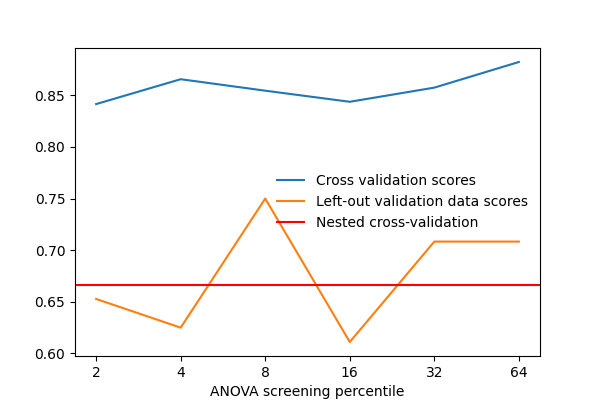 0.85
0.80
0.75
0.70
0.65
0.60
Cross validation scores
Left-out validation data scores
Nested cross-validation
2 4 8 16 32 64
ANOVA screening percentile